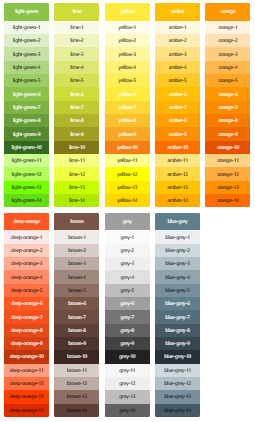 light-green
light-green-1
light-green-2
light-green-3
light-green-4
light-green-5
light-green-6
light-green-7
light-green-8
light-green-9
light-green-10
light-green-11
light-green-12
light-green-13
light-green-14
lime
lime-1
lime-2
lime-3
lime-4
lime-5
lime-6
lime-7
lime-8
lime-9
lime-10
lime-11
lime-12
lime-13
lime-14
yellow
yellow-1
yellow-2
yellow-3
yellow-4
yellow-5
yellow-6
yellow-7
yellow-8
yellow-9
yellow-10
yellow-11
yellow-12
yellow-13
yellow-14
amber
amber-1
amber-2
amber-3
amber-4
amber-5
amber-6
amber-7
amber-8
amber-9
amber-10
amber-11
amber-12
amber-13
amber-14
orange
orange-1
orange-2
orange-3
orange-4
orange-5
orange-6
orange-7
orange-8
orange-9
orange-10
orange-11
orange-12
orange-13
orange-14
deep-orange
deep-orange-1
deep-orange-2
deep-orange-3
deep-orange-4
deep-orange-5
deep-orange-6
deep-orange-7
deep-orange-8
deep-orange-9
deep-orange-10
deep-orange-11
deep-orange-12
deep-orange-13
deep-orange-14
brown
brown-1
brown-2
brown-3
brown-4
brown-5
brown-6
brown-7
brown-8
brown-9
brown-10
brown-11
brown-12
brown-13
brown-14
grey
grey-1
grey-2
grey-3
grey-4
grey-5
grey-6
grey-7
grey-8
grey-9
grey-10
grey-11
grey-12
grey-13
grey-14
blue-grey
blue-grey-1
blue-grey-2
blue-grey-3
blue-grey-4
blue-grey-5
blue-grey-6
blue-grey-7
blue-grey-8
blue-grey-9
blue-grey-10
blue-grey-11
blue-grey-12
blue-grey-13
blue-grey-14